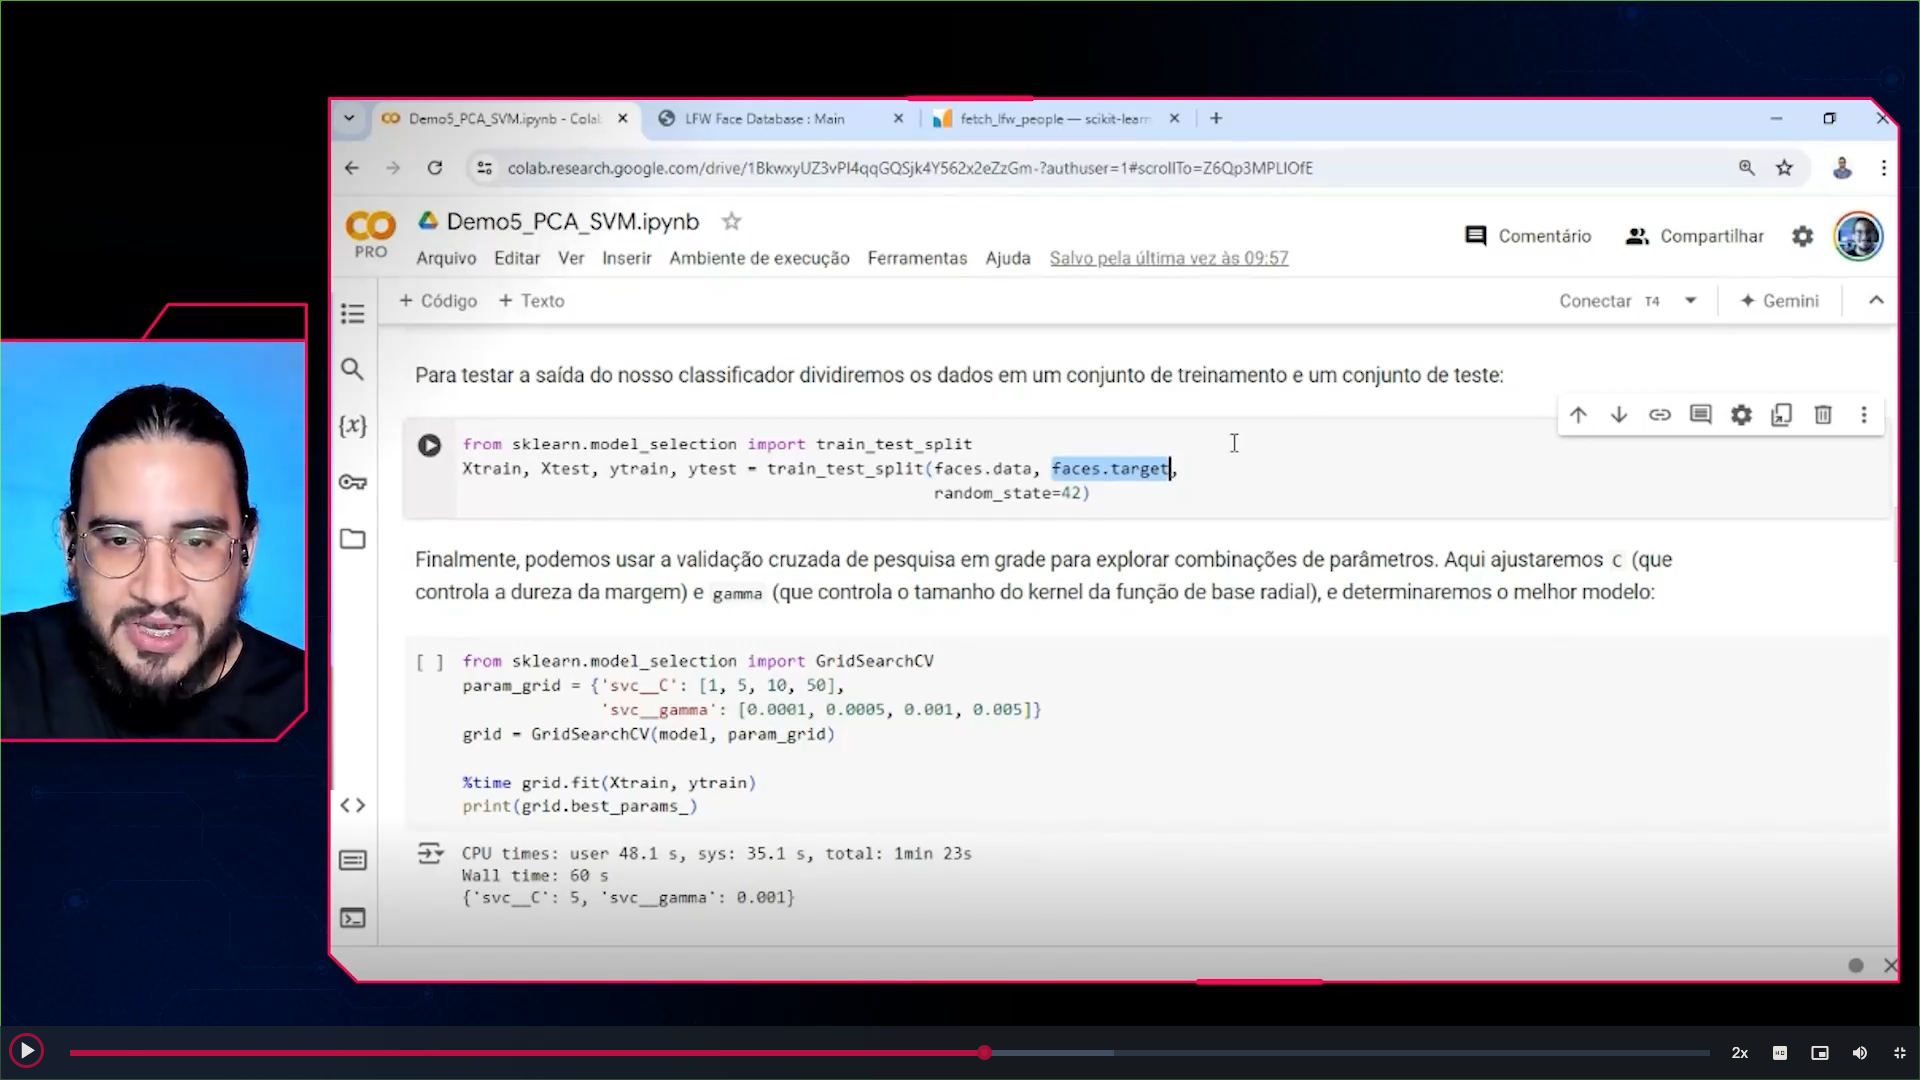 Demo5_PCA_SVM.ipynb - Colab
LFW Face Database : Main
fetch_lfw_people — scikit-learn
colab.research.google.com/drive/1BkwxyUZ3vPI4qqGQSjk4Y562x2eZzGm-?authuser=1#scrollTo=Z6Qp3MPLIOfE
CO
PRO
Demo5_PCA_SVM.ipynb
Comentário
Compartilhar
Arquivo Editar Ver Inserir Ambiente de execução Ferramentas Ajuda Salvo pela última vez às 09:57
+ Código + Texto
Conectar T4
Gemini
Para testar a saída do nosso classificador dividiremos os dados em um conjunto de treinamento e um conjunto de teste:
from sklearn.model_selection import train_test_split
Xtrain, Xtest, ytrain, ytest = train_test_split(faces.data, faces.target,
random_state=42)
Finalmente, podemos usar a validação cruzada de pesquisa em grade para explorar combinações de parâmetros. Aqui ajustaremos C (que
controla a dureza da margem) e gamma (que controla o tamanho do kernel da função de base radial), e determinaremos o melhor modelo:
[ ] from sklearn.model_selection import GridSearchCV
param_grid = {'svc__C': [1, 5, 10, 50],
'svc__gamma': [0.0001, 0.0005, 0.001, 0.005]}
grid = GridSearchCV(model, param_grid)
%time grid.fit(Xtrain, ytrain)
print(grid.best_params_)
CPU times: user 48.1 s, sys: 35.1 s, total: 1min 23s
Wall time: 60 s
{'svc__C': 5, 'svc__gamma': 0.001}
2x
HD